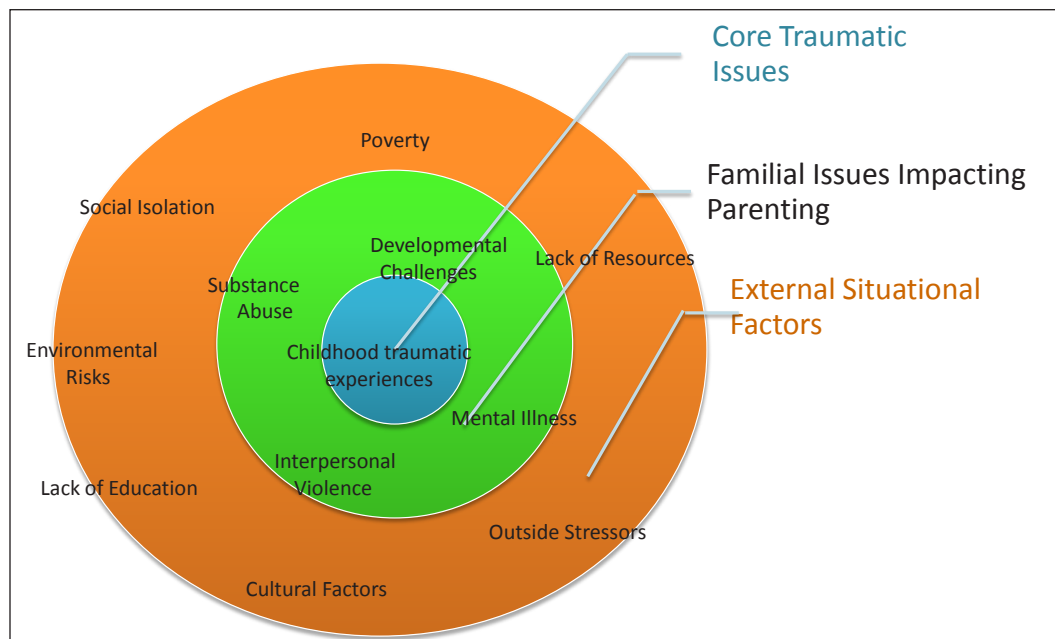 Core Traumatic
Issues
Poverty
Familial Issues Impacting
Parenting
Social Isolation
Developmental
Challenges
Lack of Resources
Substance
Abuse
External Situational
Factors
Environmental
Risks
Childhood traumatic
experiences
Mental Illness
Interpersonal
Violence
Lack of Education
Outside Stressors
Cultural Factors